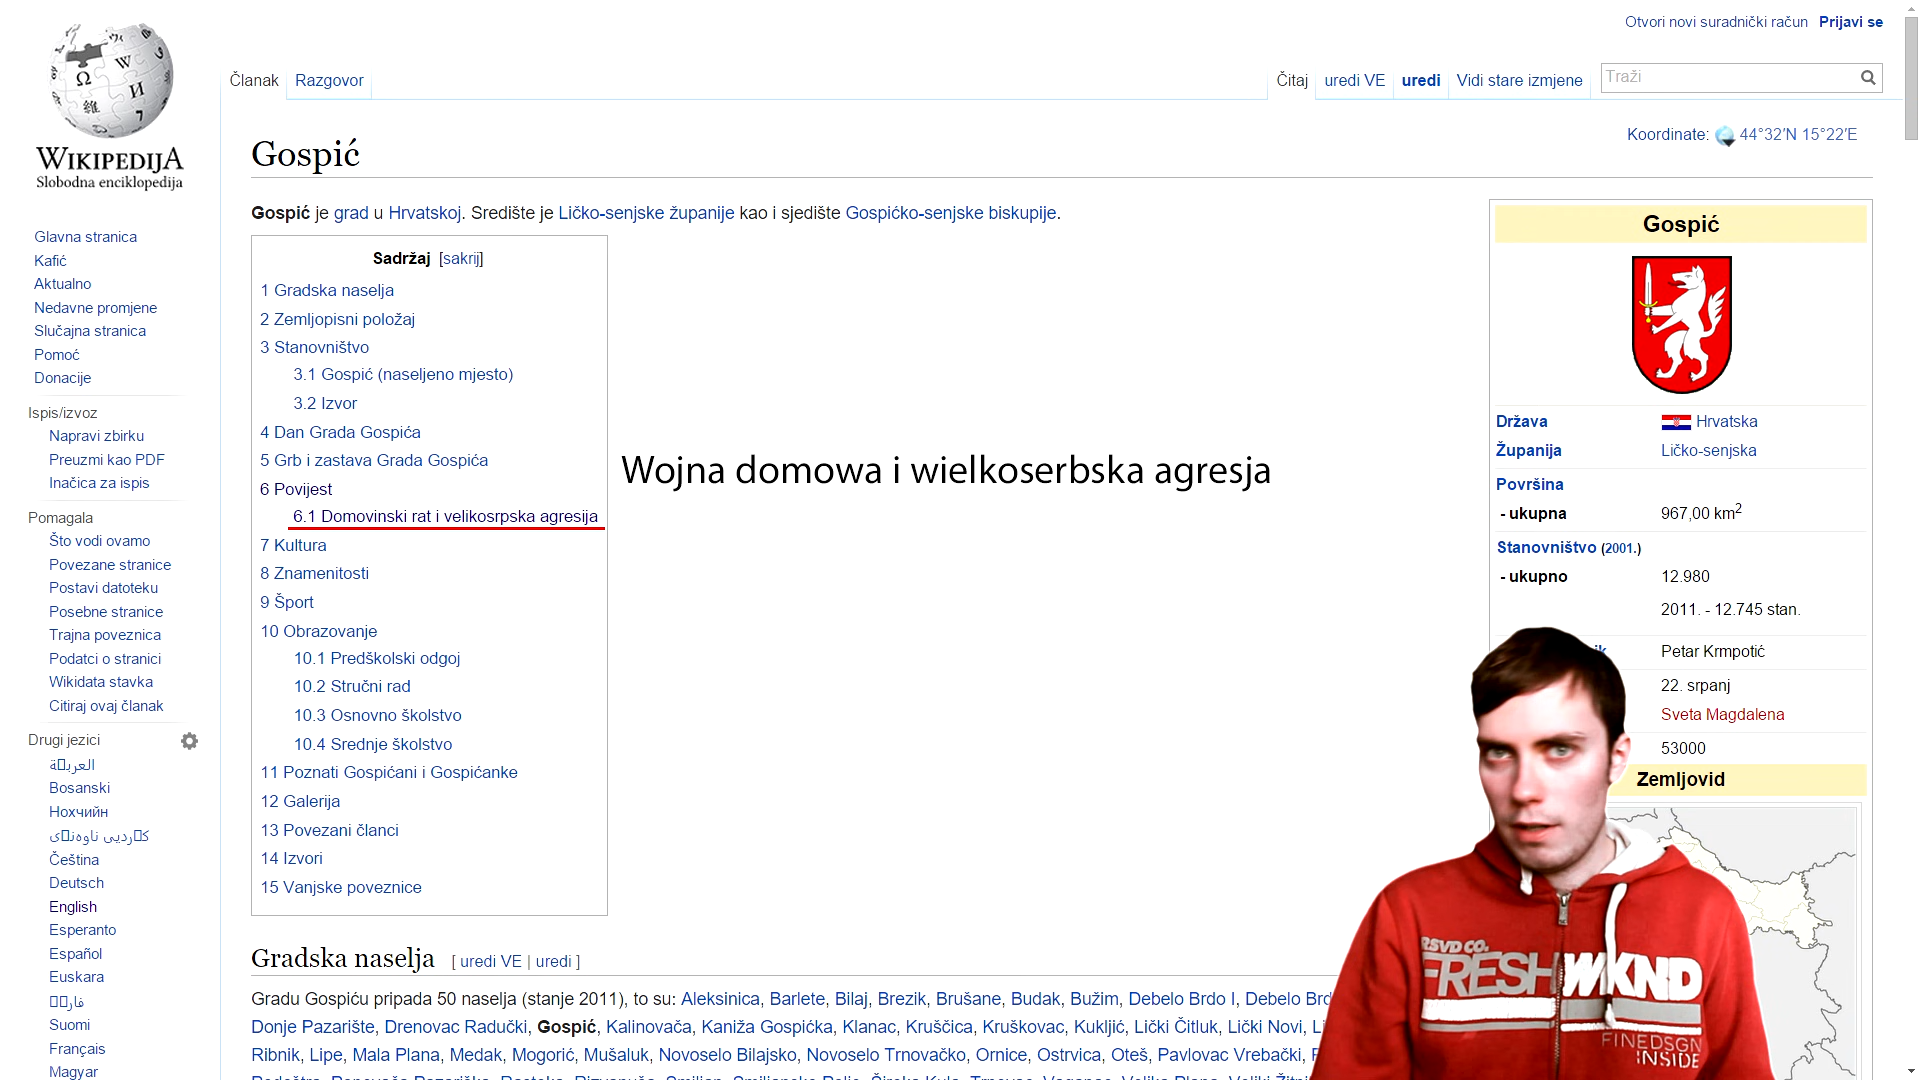 Otvori novi suradnički račun Prijavi se
Članak Razgovor Čitaj uredi VE uredi Vidi stare izmjene Traži
WIKIPEDIJA
Slobodna enciklopedija
Koordinate: 44°32′N 15°22′E
Gospić
Gospić je grad u Hrvatskoj. Središte je Ličko-senjske županije kao i sjedište Gospićko-senjske biskupije.
Glavna stranica
Kafić
Aktualno
Nedavne promjene
Slučajna stranica
Pomoć
Donacije
Ispis/izvoz
Napravi zbirku
Preuzmi kao PDF
Inačica za ispis
Pomagala
Što vodi ovamo
Povezane stranice
Postavi datoteku
Posebne stranice
Trajna poveznica
Podatci o stranici
Wikidata stavka
Citiraj ovaj članak
Drugi jezici
Bosanski
Нохчийн
Čeština
Deutsch
English
Esperanto
Español
Euskara
Suomi
Français
Magyar
Sadržaj [sakrij]
1 Gradska naselja
2 Zemljopisni položaj
3 Stanovništvo
3.1 Gospić (naseljeno mjesto)
3.2 Izvor
4 Dan Grada Gospića
5 Grb i zastava Grada Gospića
6 Povijest
6.1 Domovinski rat i velikosrpska agresija
7 Kultura
8 Znamenitosti
9 Šport
10 Obrazovanje
10.1 Predškolski odgoj
10.2 Stručni rad
10.3 Osnovno školstvo
10.4 Srednje školstvo
11 Poznati Gospićani i Gospićanke
12 Galerija
13 Povezani članci
14 Izvori
15 Vanjske poveznice
Wojna domowa i wielkoserbska agresja
Gospić
Država Hrvatska
Županija Ličko-senjska
Površina
- ukupna 967,00 km2
Stanovništvo (2001.)
- ukupno 12.980
2011. - 12.745 stan.
Petar Krmpotić
22. srpanj
Sveta Magdalena
53000
Zemljovid
Gradska naselja [ uredi VE | uredi ]
Gradu Gospiću pripada 50 naselja (stanje 2011), to su: Aleksinica, Barlete, Bilaj, Brezik, Brušane, Budak, Bužim, Debelo Brdo I, Debelo
Donje Pazarište, Drenovac Radučki, Gospić, Kalinovača, Kaniža Gospićka, Klanac, Kruščica, Kruškovac, Kukljić, Lički Čitluk, Lički Novi,
Ribnik, Lipe, Mala Plana, Medak, Mogorić, Mušaluk, Novoselo Bilajsko, Novoselo Trnovačko, Ornice, Ostrvica, Oteš, Pavlovac Vrebački,
RSVD CO.
FRESH WKND
FINEDSGN
INSIDE